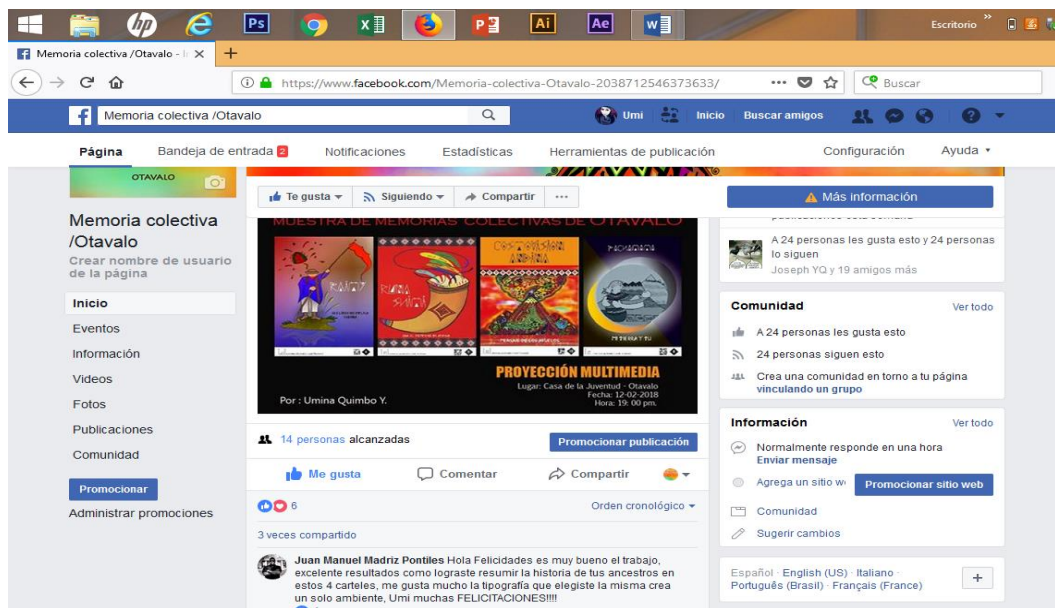 Ps
Ai
Ae
Escritorio
Memoria colectiva /Otavalo - I
https://www.facebook.com/Memoria-colectiva-Otavalo-2038712546373633/
Buscar
Memoria colectiva /Otavalo
Umi
Inicio
Buscar amigos
Página
Bandeja de entrada 2
Notificaciones
Estadísticas
Herramientas de publicación
Configuración
Ayuda
OTAVALO
Memoria colectiva
/Otavalo
Crear nombre de usuario
de la página
Inicio
Eventos
Información
Videos
Fotos
Publicaciones
Comunidad
Promocionar
Administrar promociones
Te gusta
Siguiendo
Compartir
Más información
MUESTRA DE MEMORIAS COLECTIVAS DE OTAVALO
RAIMY
COSMOVISIÓN
ANDINA
PACHAMAMA
PROYECCIÓN MULTIMEDIA
Lugar: Casa de la Juventud - Otavalo
Fecha: 12-02-2018
Hora: 19: 00 pm.
Por : Umina Quimbo Y.
14 personas alcanzadas
Promocionar publicación
Me gusta
Comentar
Compartir
6
Orden cronológico
3 veces compartido
Juan Manuel Madriz Pontiles Hola Felicidades es muy bueno el trabajo,
excelente resultados como lograste resumir la historia de tus ancestros en
estos 4 carteles, me gusta mucho la tipografía que elegiste la misma crea
un solo ambiente, Umi muchas FELICITACIONES!!!!
publicaciones esta semana
A 24 personas les gusta esto y 24 personas
lo siguen
Joseph YQ y 19 amigos más
Comunidad
Ver todo
A 24 personas les gusta esto
24 personas siguen esto
Crea una comunidad en torno a tu página
vinculando un grupo
Información
Ver todo
Normalmente responde en una hora
Enviar mensaje
Agrega un sitio w
Promocionar sitio web
Comunidad
Sugerir cambios
Español · English (US) · Italiano ·
Português (Brasil) · Français (France)